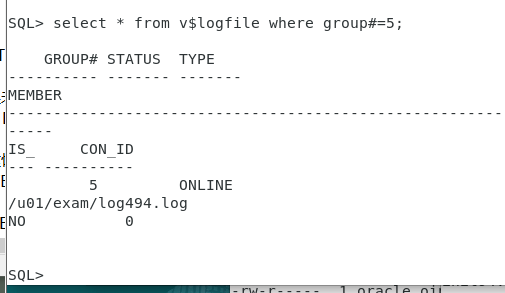 SQL> select * from v$logfile where group#=5;
GROUP# STATUS  TYPE
---------- ------- -------
MEMBER
--------------------------------------------------------
-----
IS_     CON_ID
--- ----------
5         ONLINE
/u01/exam/log494.log
NO           0
SQL>
-rw-r-----  1 oracle oin